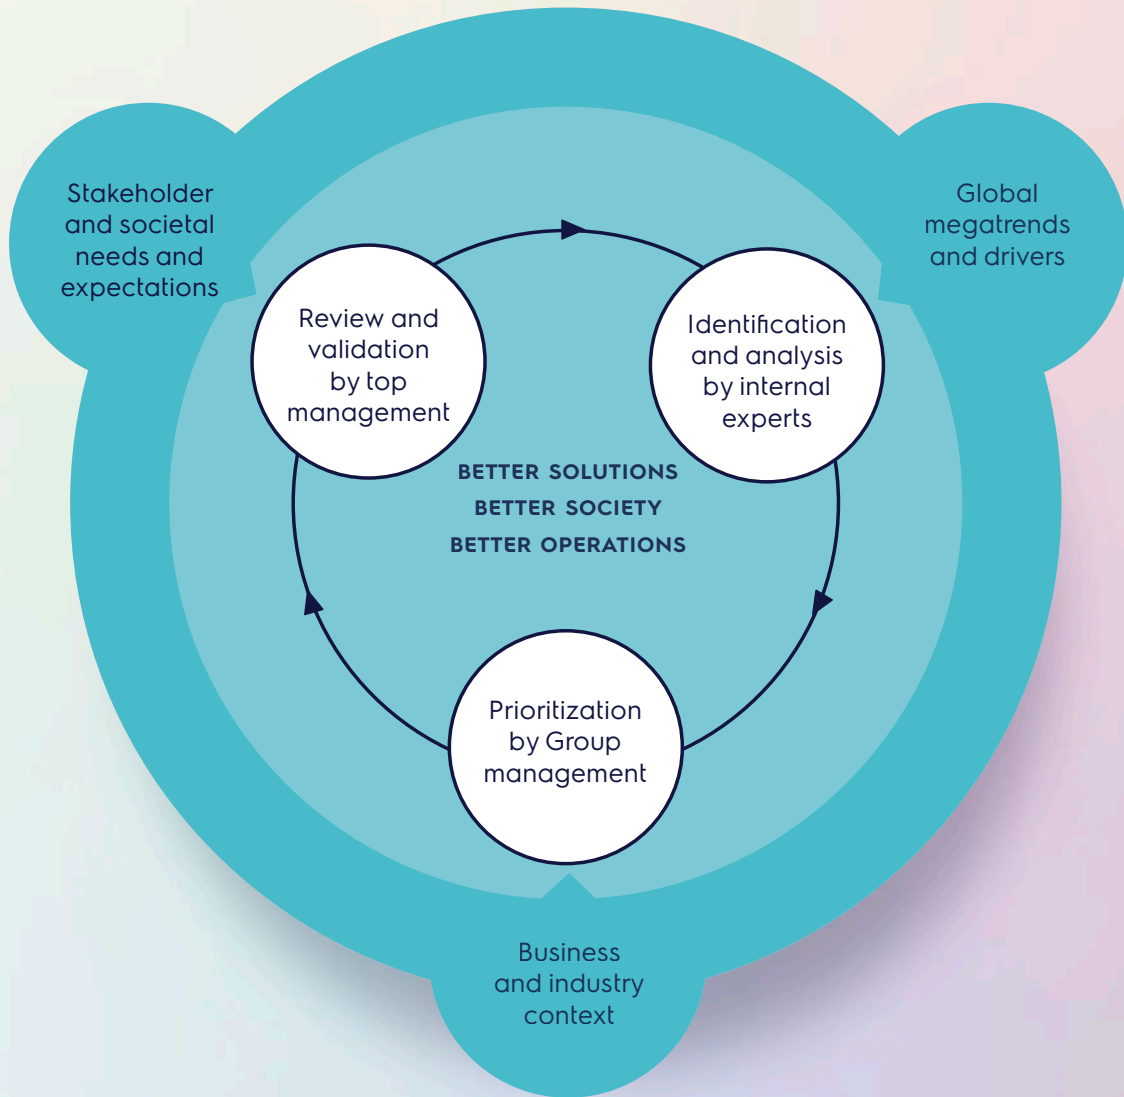 Stakeholder
and societal
needs and
expectations
Global
megatrends
and drivers
Review and
validation
by top
management
Identification
and analysis
by internal
experts
BETTER SOLUTIONS
BETTER SOCIETY
BETTER OPERATIONS
Prioritization
by Group
management
Business
and industry
context